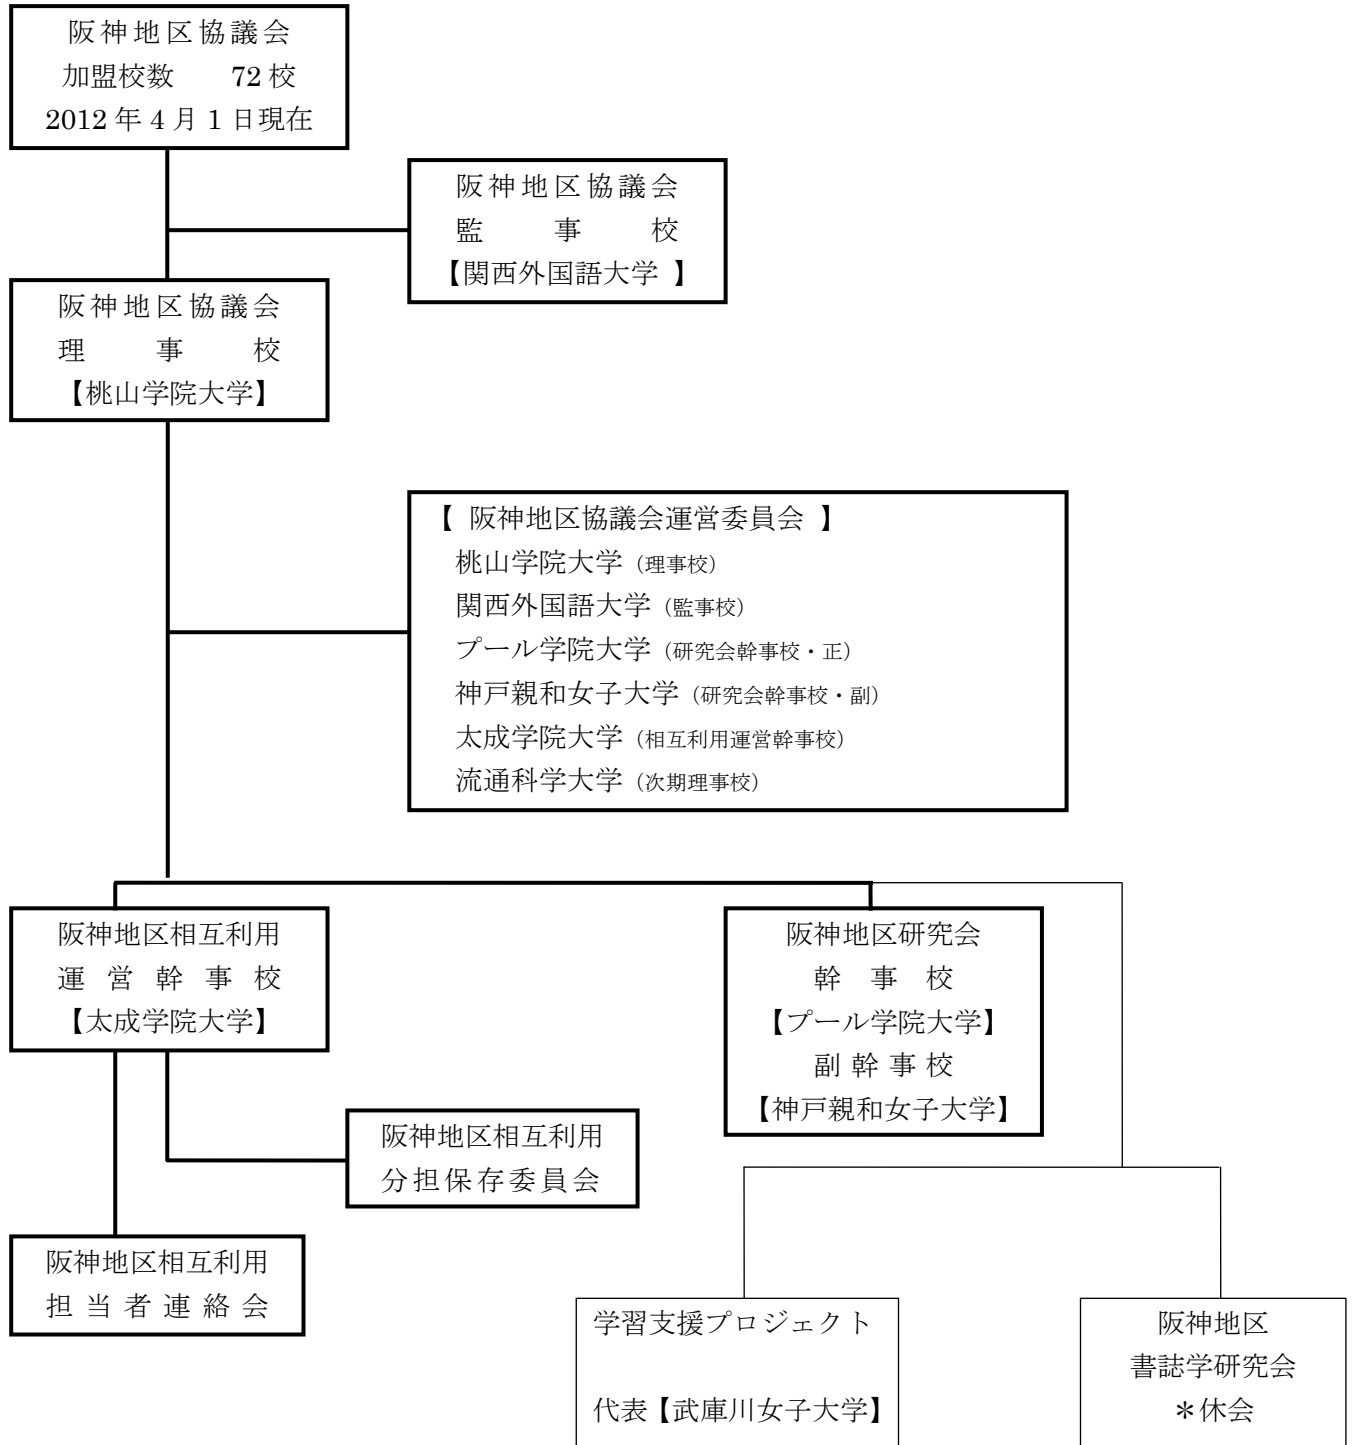 阪神地区協議会
加盟校数 72校
2012年4月1日現在
阪神地区協議会
監事校
【関西外国語大学 】
阪神地区協議会
理事校
【桃山学院大学】
【 阪神地区協議会運営委員会 】
桃山学院大学（理事校）
関西外国語大学（監事校）
プール学院大学（研究会幹事校・正）
神戸親和女子大学（研究会幹事校・副）
太成学院大学（相互利用運営幹事校）
流通科学大学（次期理事校）
阪神地区相互利用
運営幹事校
【太成学院大学】
阪神地区研究会
幹事校
【プール学院大学】
副幹事校
【神戸親和女子大学】
阪神地区相互利用
分担保存委員会
阪神地区相互利用
担当者連絡会
学習支援プロジェクト
代表【武庫川女子大学】
阪神地区
書誌学研究会
＊休会